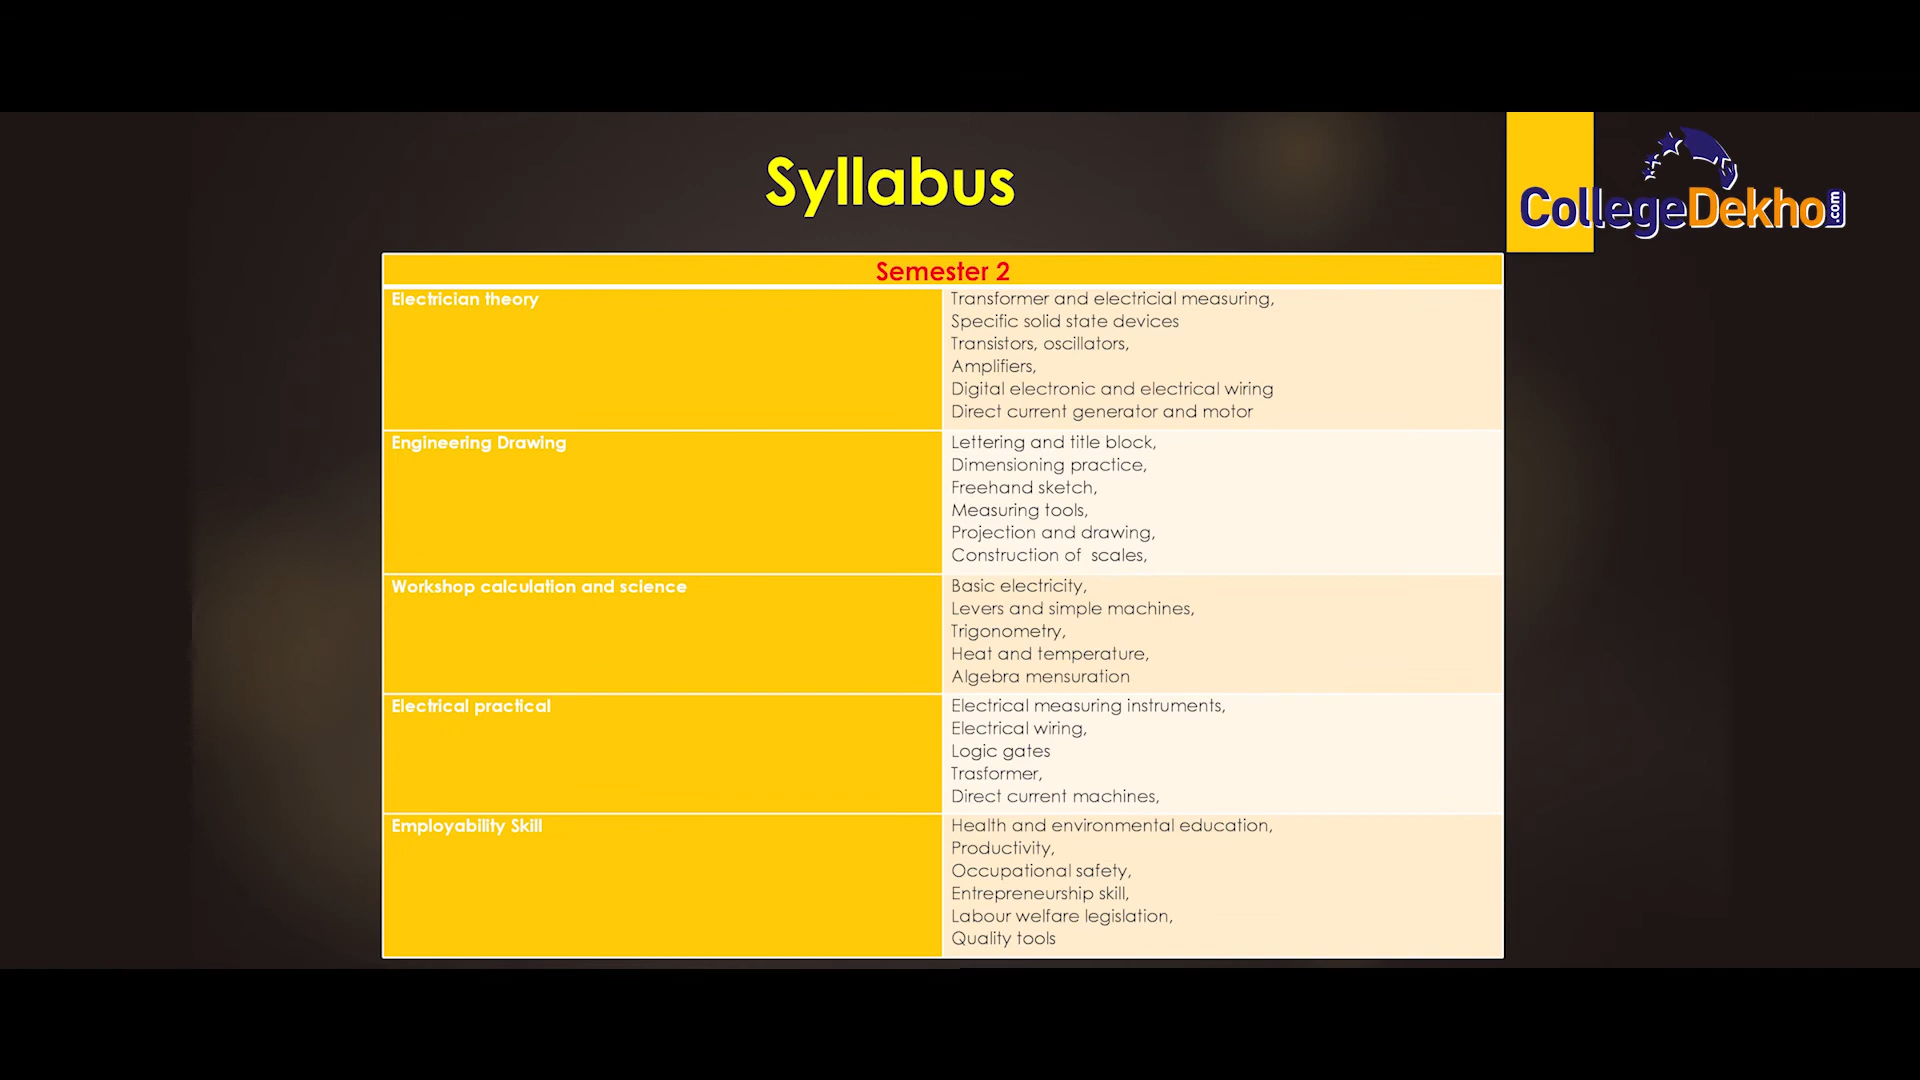 Syllabus
CollegeDekho.com
Semester 2
Electrician theory
Transformer and electricial measuring,
Specific solid state devices
Transistors, oscillators,
Amplifiers,
Digital electronic and electrical wiring
Direct current generator and motor
Engineering Drawing
Lettering and title block,
Dimensioning practice,
Freehand sketch,
Measuring tools,
Projection and drawing,
Construction of  scales,
Workshop calculation and science
Basic electricity,
Levers and simple machines,
Trigonometry,
Heat and temperature,
Algebra mensuration
Electrical practical
Electrical measuring instruments,
Electrical wiring,
Logic gates
Trasformer,
Direct current machines,
Employability Skill
Health and environmental education,
Productivity,
Occupational safety,
Entrepreneurship skill,
Labour welfare legislation,
Quality tools